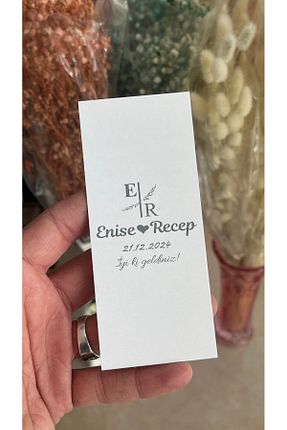 E
R
Enise Recep
21.12.2024
İyi ki geldiniz!